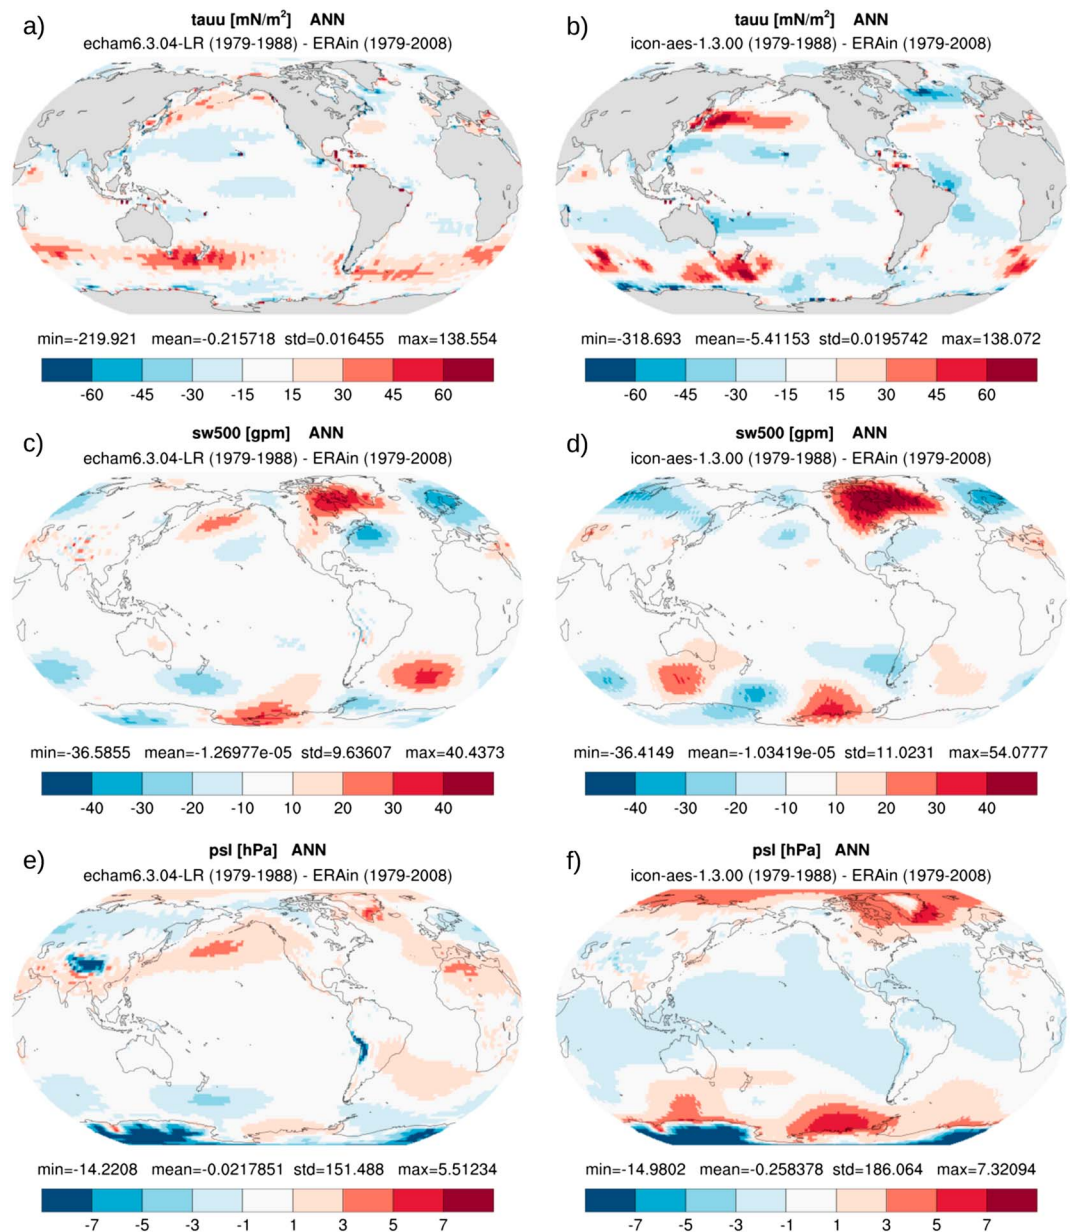 a)
tauu [mN/m²] ANN
echam6.3.04-LR (1979-1988) - ERAin (1979-2008)
min=-219.921 mean=-0.215718 std=0.016455 max=138.554
-60 -45 -30 -15 15 30 45 60
b)
tauu [mN/m²] ANN
icon-aes-1.3.00 (1979-1988) - ERAin (1979-2008)
min=-318.693 mean=-5.41153 std=0.0195742 max=138.072
-60 -45 -30 -15 15 30 45 60
c)
sw500 [gpm] ANN
echam6.3.04-LR (1979-1988) - ERAin (1979-2008)
min=-36.5855 mean=-1.26977e-05 std=9.63607 max=40.4373
-40 -30 -20 -10 10 20 30 40
d)
sw500 [gpm] ANN
icon-aes-1.3.00 (1979-1988) - ERAin (1979-2008)
min=-36.4149 mean=-1.03419e-05 std=11.0231 max=54.0777
-40 -30 -20 -10 10 20 30 40
e)
psl [hPa] ANN
echam6.3.04-LR (1979-1988) - ERAin (1979-2008)
min=-14.2208 mean=-0.0217851 std=151.488 max=5.51234
-7 -5 -3 -1 1 3 5 7
f)
psl [hPa] ANN
icon-aes-1.3.00 (1979-1988) - ERAin (1979-2008)
min=-14.9802 mean=-0.258378 std=186.064 max=7.32094
-7 -5 -3 -1 1 3 5 7